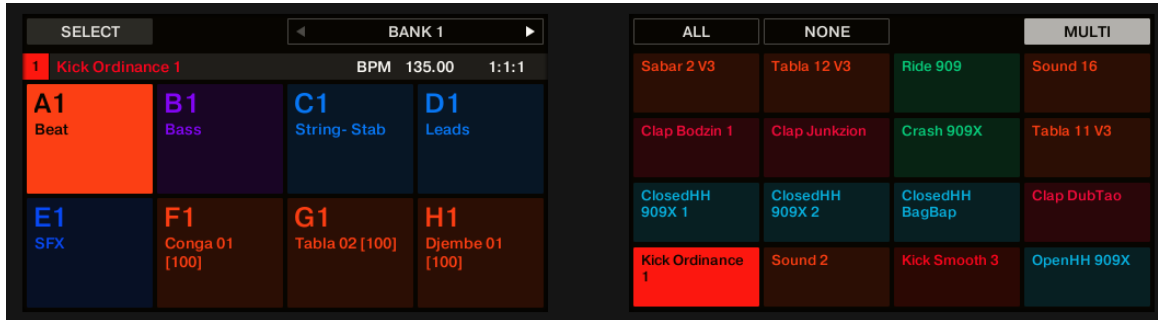 SELECT
BANK 1
1 Kick Ordinance 1 BPM 135.00 1:1:1
A1
Beat
B1
Bass
C1
String- Stab
D1
Leads
E1
SFX
F1
Conga 01
[100]
G1
Tabla 02 [100]
H1
Djembe 01
[100]
ALL
NONE
MULTI
Sabar 2 V3
Tabla 12 V3
Ride 909
Sound 16
Clap Bodzin 1
Clap Junkzion
Crash 909X
Tabla 11 V3
ClosedHH
909X 1
ClosedHH
909X 2
ClosedHH
BagBap
Clap DubTao
Kick Ordinance
1
Sound 2
Kick Smooth 3
OpenHH 909X